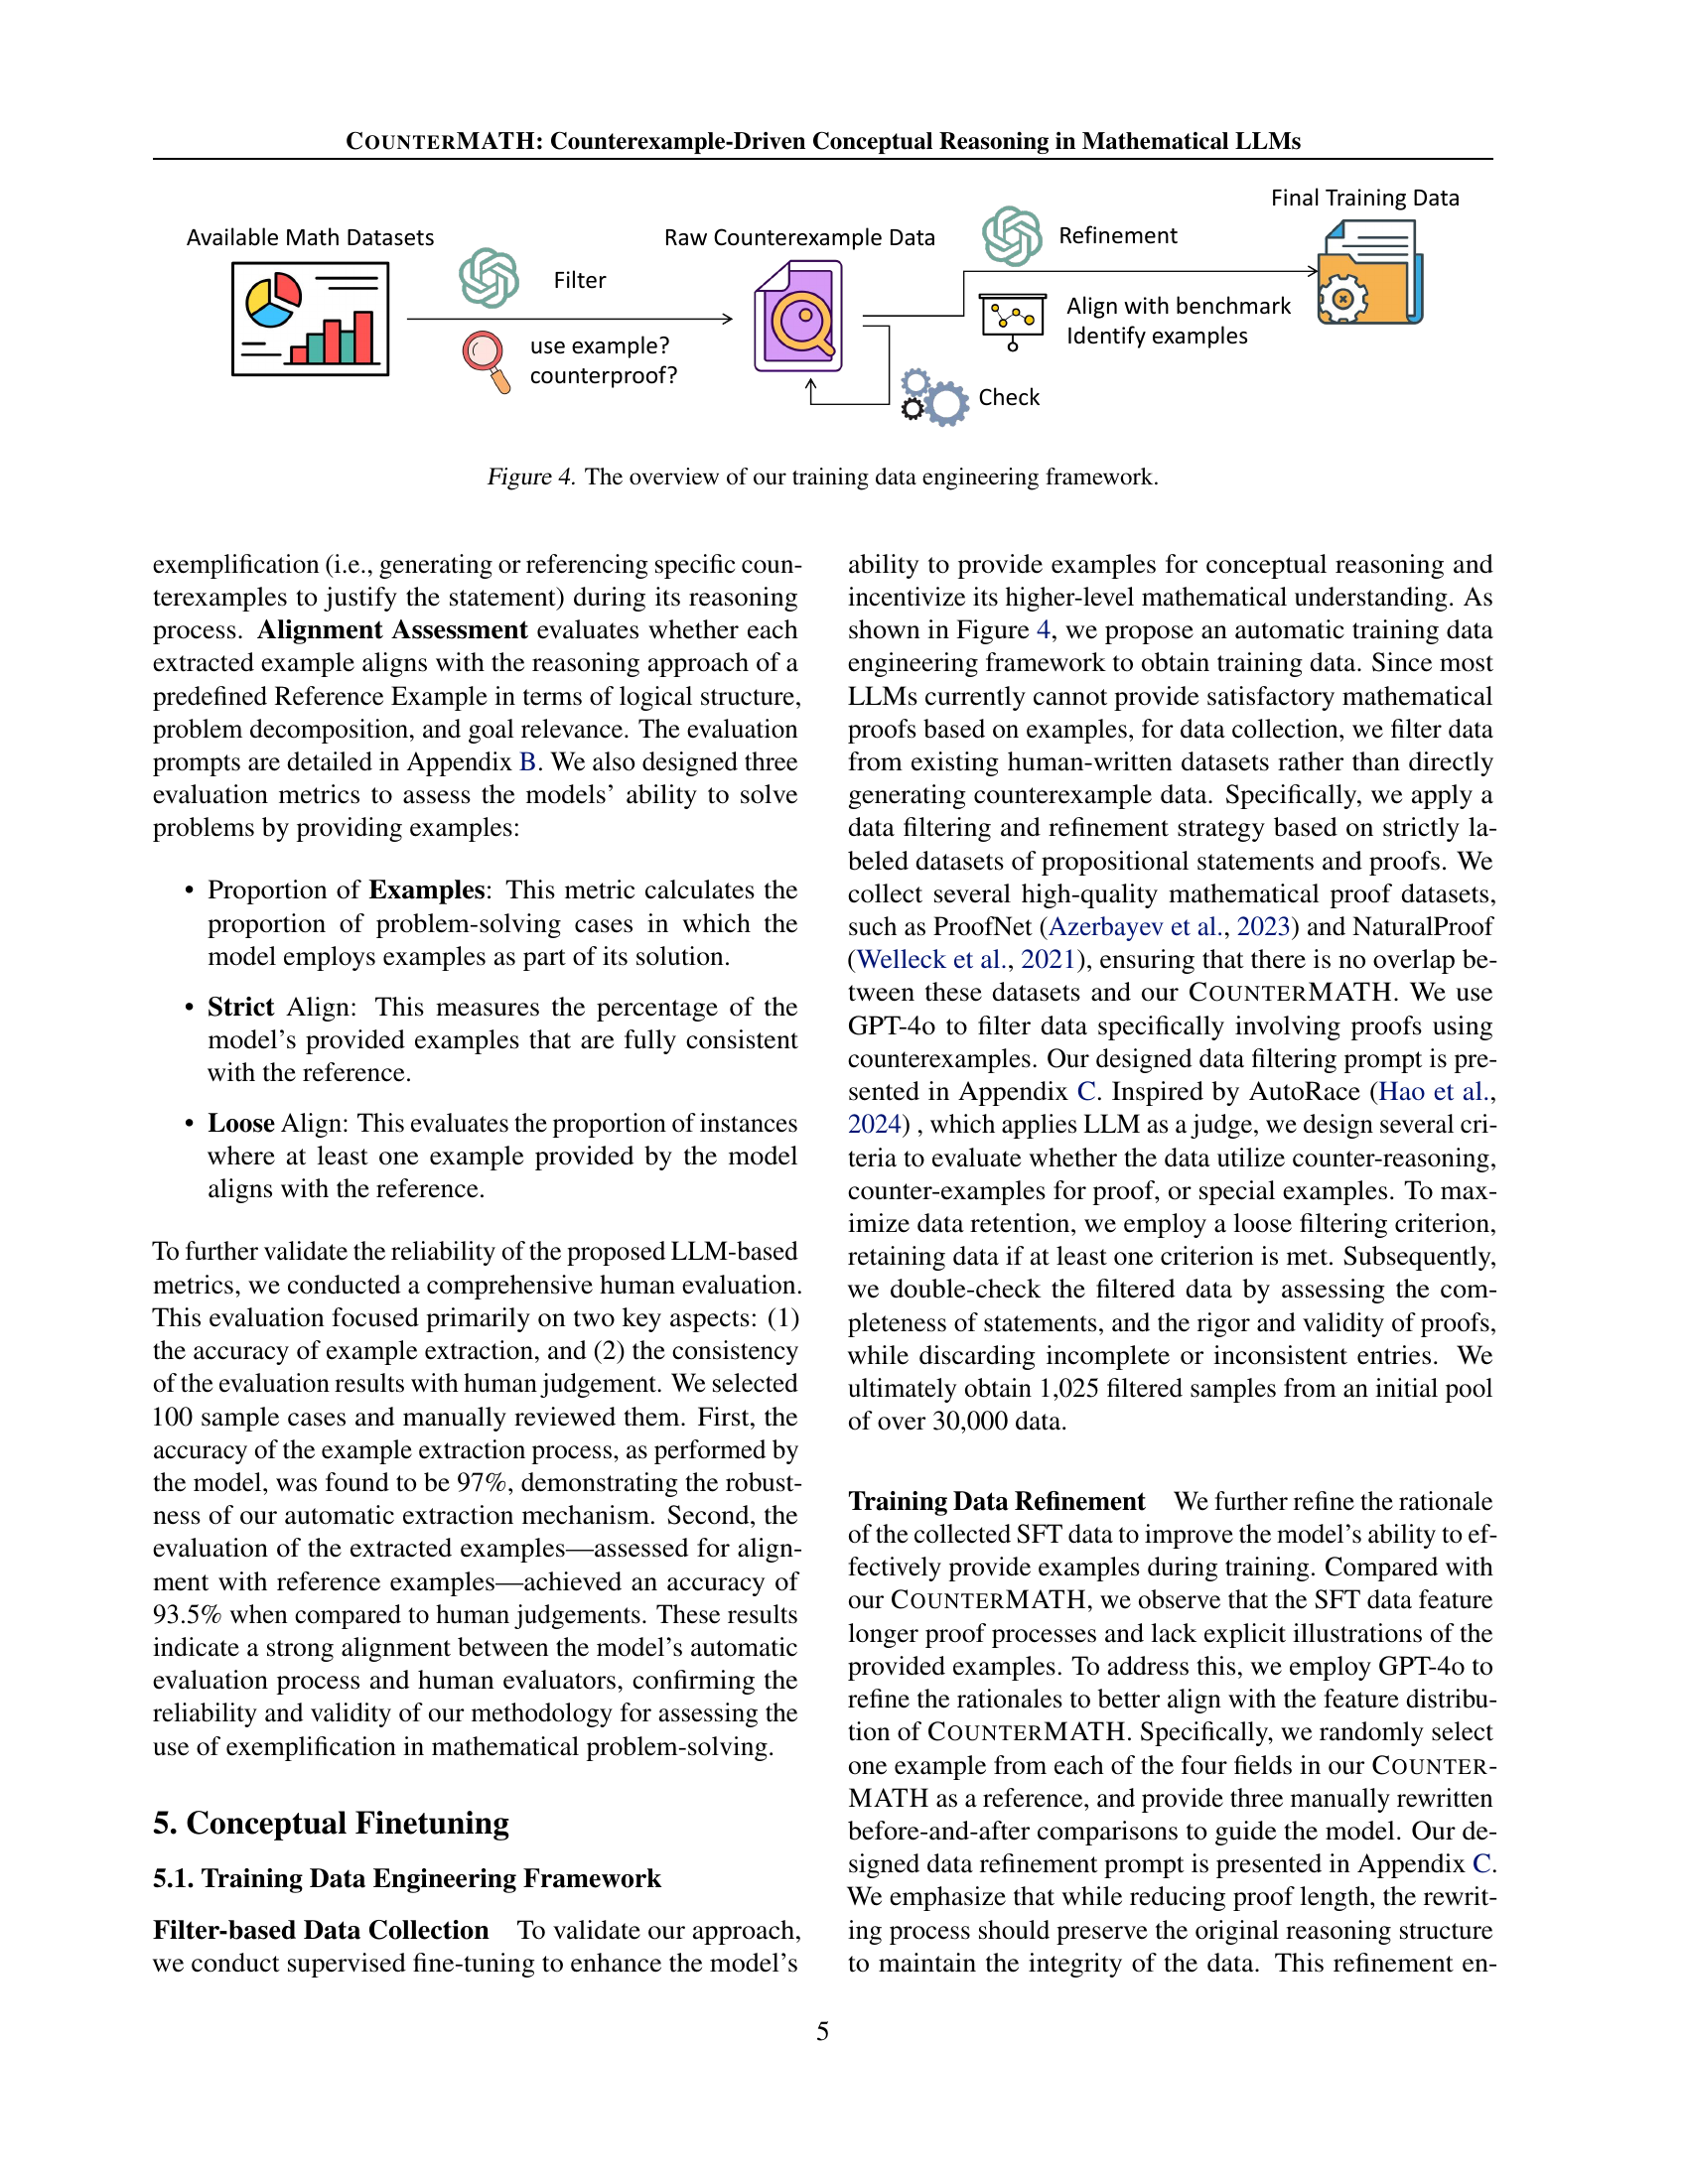 COUNTERMATH: Counterexample-Driven Conceptual Reasoning in Mathematical LLMs
Available Math Datasets
Filter
use example?
counterproof?
Raw Counterexample Data
Check
Refinement
Align with benchmark
Identify examples
Final Training Data
Figure 4. The overview of our training data engineering framework.
exemplification (i.e., generating or referencing specific coun-
terexamples to justify the statement) during its reasoning
process. Alignment Assessment evaluates whether each
extracted example aligns with the reasoning approach of a
predefined Reference Example in terms of logical structure,
problem decomposition, and goal relevance. The evaluation
prompts are detailed in Appendix B. We also designed three
evaluation metrics to assess the models’ ability to solve
problems by providing examples:
• Proportion of Examples: This metric calculates the
proportion of problem-solving cases in which the
model employs examples as part of its solution.
• Strict Align: This measures the percentage of the
model’s provided examples that are fully consistent
with the reference.
• Loose Align: This evaluates the proportion of instances
where at least one example provided by the model
aligns with the reference.
To further validate the reliability of the proposed LLM-based
metrics, we conducted a comprehensive human evaluation.
This evaluation focused primarily on two key aspects: (1)
the accuracy of example extraction, and (2) the consistency
of the evaluation results with human judgement. We selected
100 sample cases and manually reviewed them. First, the
accuracy of the example extraction process, as performed by
the model, was found to be 97%, demonstrating the robust-
ness of our automatic extraction mechanism. Second, the
evaluation of the extracted examples—assessed for align-
ment with reference examples—achieved an accuracy of
93.5% when compared to human judgements. These results
indicate a strong alignment between the model’s automatic
evaluation process and human evaluators, confirming the
reliability and validity of our methodology for assessing the
use of exemplification in mathematical problem-solving.
5. Conceptual Finetuning
5.1. Training Data Engineering Framework
Filter-based Data Collection To validate our approach,
we conduct supervised fine-tuning to enhance the model’s
ability to provide examples for conceptual reasoning and
incentivize its higher-level mathematical understanding. As
shown in Figure 4, we propose an automatic training data
engineering framework to obtain training data. Since most
LLMs currently cannot provide satisfactory mathematical
proofs based on examples, for data collection, we filter data
from existing human-written datasets rather than directly
generating counterexample data. Specifically, we apply a
data filtering and refinement strategy based on strictly la-
beled datasets of propositional statements and proofs. We
collect several high-quality mathematical proof datasets,
such as ProofNet (Azerbayev et al., 2023) and NaturalProof
(Welleck et al., 2021), ensuring that there is no overlap be-
tween these datasets and our COUNTERMATH. We use
GPT-4o to filter data specifically involving proofs using
counterexamples. Our designed data filtering prompt is pre-
sented in Appendix C. Inspired by AutoRace (Hao et al.,
2024) , which applies LLM as a judge, we design several cri-
teria to evaluate whether the data utilize counter-reasoning,
counter-examples for proof, or special examples. To max-
imize data retention, we employ a loose filtering criterion,
retaining data if at least one criterion is met. Subsequently,
we double-check the filtered data by assessing the com-
pleteness of statements, and the rigor and validity of proofs,
while discarding incomplete or inconsistent entries. We
ultimately obtain 1,025 filtered samples from an initial pool
of over 30,000 data.
Training Data Refinement We further refine the rationale
of the collected SFT data to improve the model’s ability to ef-
fectively provide examples during training. Compared with
our COUNTERMATH, we observe that the SFT data feature
longer proof processes and lack explicit illustrations of the
provided examples. To address this, we employ GPT-4o to
refine the rationales to better align with the feature distribu-
tion of COUNTERMATH. Specifically, we randomly select
one example from each of the four fields in our COUNTER-
MATH as a reference, and provide three manually rewritten
before-and-after comparisons to guide the model. Our de-
signed data refinement prompt is presented in Appendix C.
We emphasize that while reducing proof length, the rewrit-
ing process should preserve the original reasoning structure
to maintain the integrity of the data. This refinement en-
5